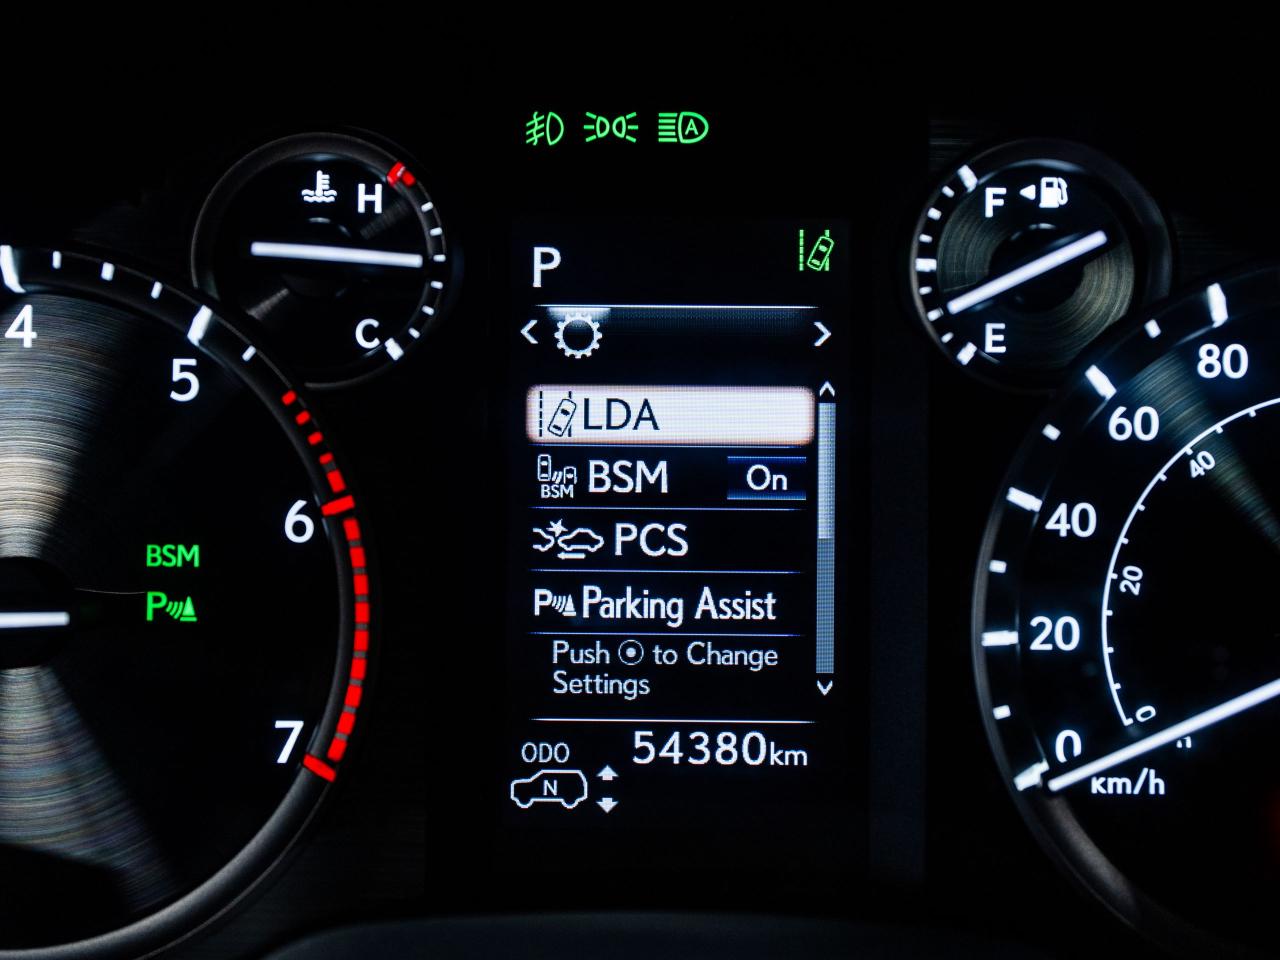 A
H
C
F
E
P
LDA
BSM
BSM
On
PCS
P
Parking Assist
Push to Change
Settings
ODO
54380km
N
4
5
6
7
BSM
P
80
60
40
20
0
km/h
40
20
0